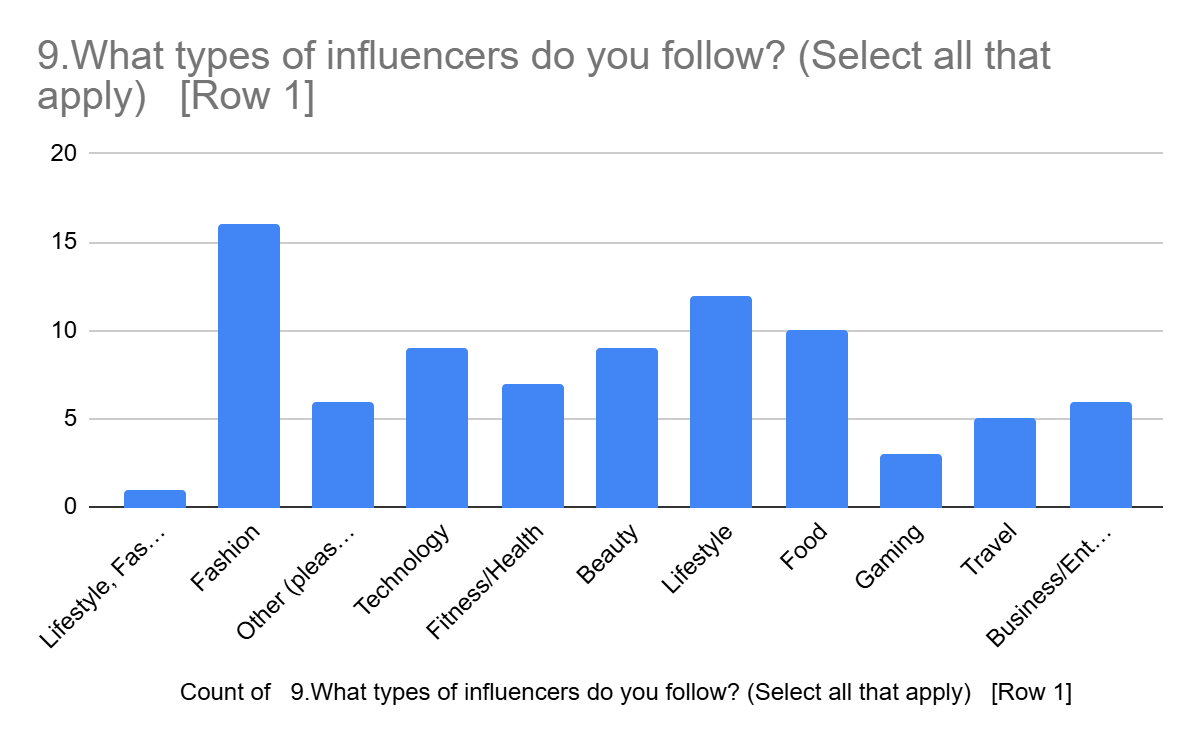 9.What types of influencers do you follow? (Select all that
apply)   [Row 1]
20
15
10
5
0
Lifestyle, Fas…
Fashion
Other (pleas…
Technology
Fitness/Health
Beauty
Lifestyle
Food
Gaming
Travel
Business/Ent…
Count of   9.What types of influencers do you follow? (Select all that apply)   [Row 1]